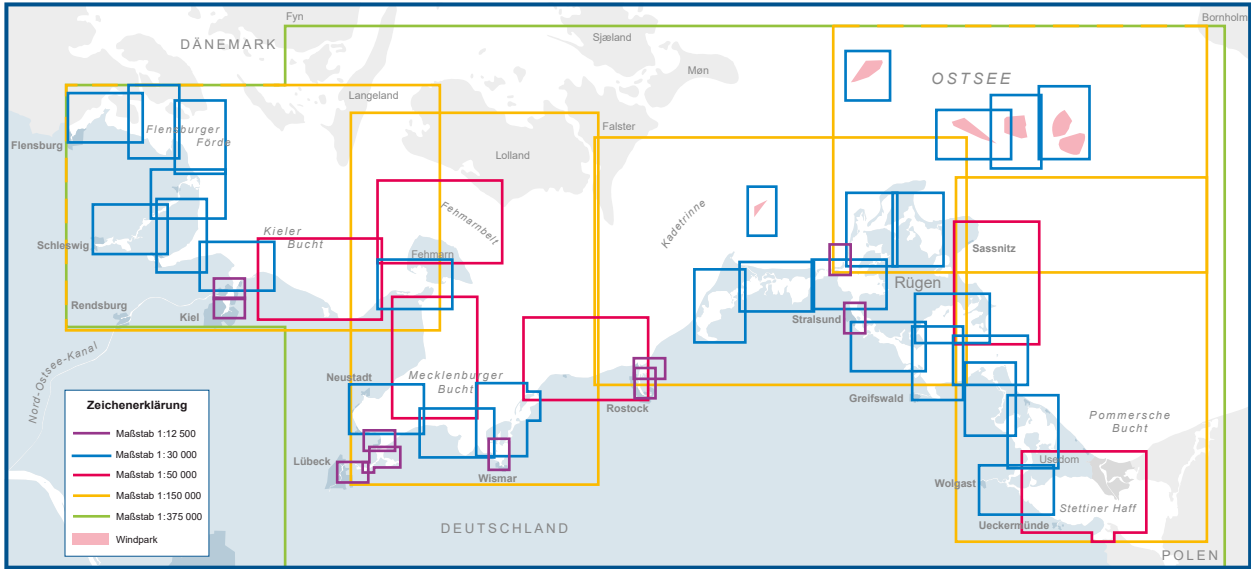 Fyn
Bornholm
DÄNEMARK
Sjæland
Møn
OSTSEE
Langeland
Falster
Flensburger
Förde
Flensburg
Lolland
Kadetrinne
Fehmarnbelt
Kieler
Bucht
Schleswig
Fehmarn
Sassnitz
Rügen
Rendsburg
Kiel
Stralsund
Nord-Ostsee-Kanal
Neustadt
Mecklenburger
Bucht
Rostock
Greifswald
Pommersche
Bucht
Lübeck
Wismar
Usedom
Wolgast
Stettiner Haff
Ueckermünde
DEUTSCHLAND
POLEN
Zeichenerklärung
Maßstab 1:12 500
Maßstab 1:30 000
Maßstab 1:50 000
Maßstab 1:150 000
Maßstab 1:375 000
Windpark